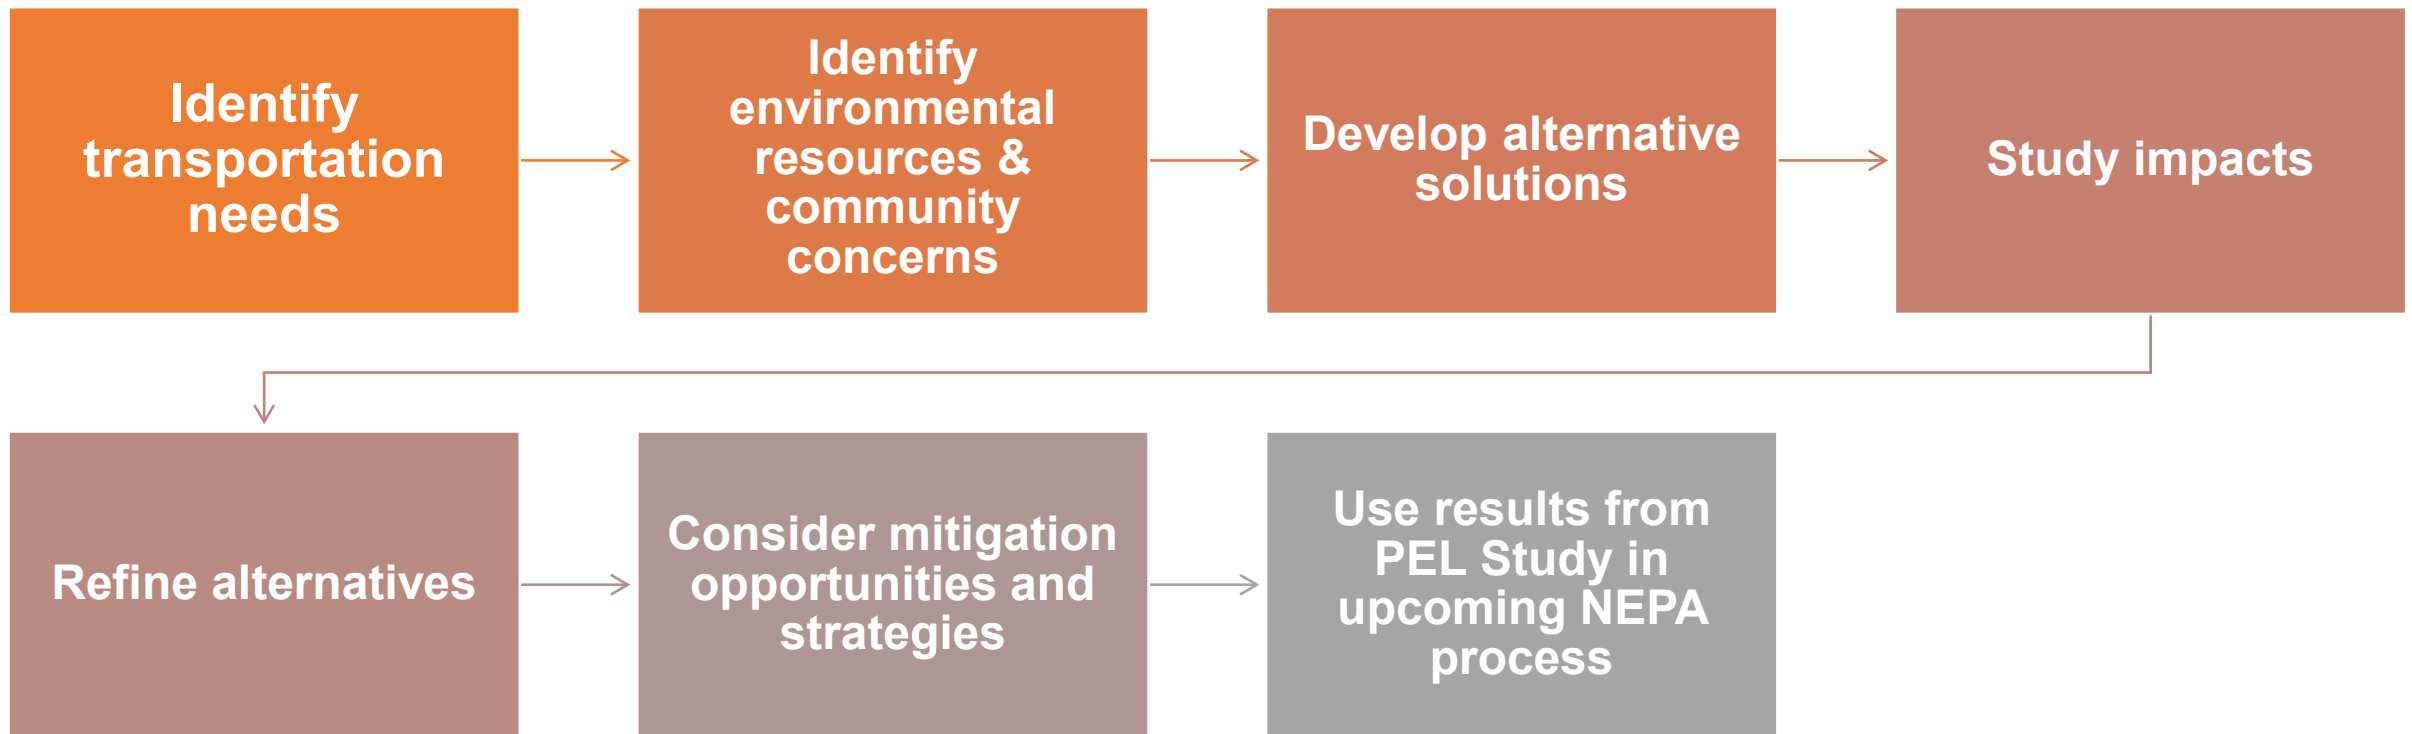 Identify
transportation
needs
Identify
environmental
resources &
community
concerns
Develop alternative
solutions
Study impacts
Refine alternatives
Consider mitigation
opportunities and
strategies
Use results from
PEL Study in
upcoming NEPA
process